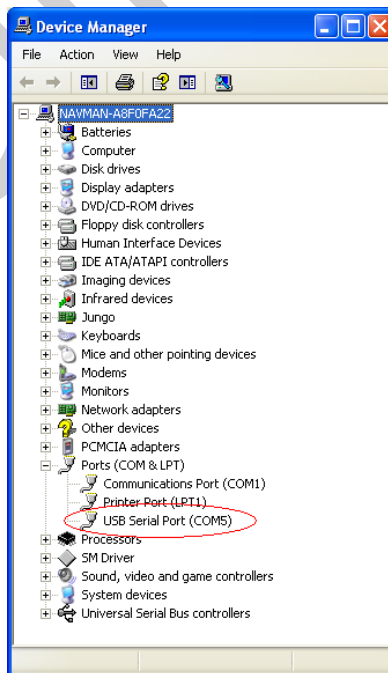 Device Manager
File Action View Help
NAVMAN-A8F0FA22
Batteries
Computer
Disk drives
Display adapters
DVD/CD-ROM drives
Floppy disk controllers
Human Interface Devices
IDE ATA/ATAPI controllers
Imaging devices
Infrared devices
Jungo
Keyboards
Mice and other pointing devices
Modems
Monitors
Network adapters
Other devices
PCMCIA adapters
Ports (COM & LPT)
Communications Port (COM1)
Printer Port (LPT1)
USB Serial Port (COM5)
Processors
SM Driver
Sound, video and game controllers
System devices
Universal Serial Bus controllers